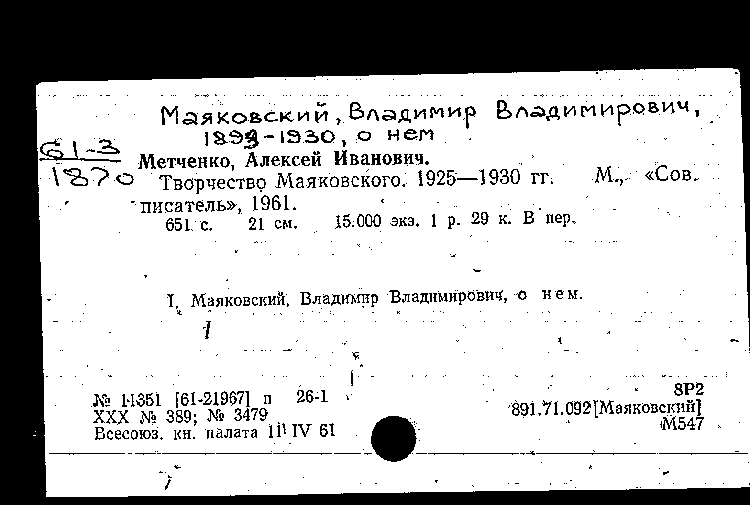 Маяковский, Владимир Владимирович,
1893-1930, о нем
61-3
1870
Метченко, Алексей Иванович.
Творчество Маяковского. 1925—1930 гг. М., «Сов.
писатель», 1961.
651 с. 21 см. 15.000 экз. 1 р. 29 к. В пер.
I. Маяковский, Владимир Владимирович, о нем.
1
№ 11351 [61-21967] п 26-1
XXX № 389; № 3479
Всесоюз. кн. палата 11 IV 61
8Р2
891.71.092[Маяковский]
М547